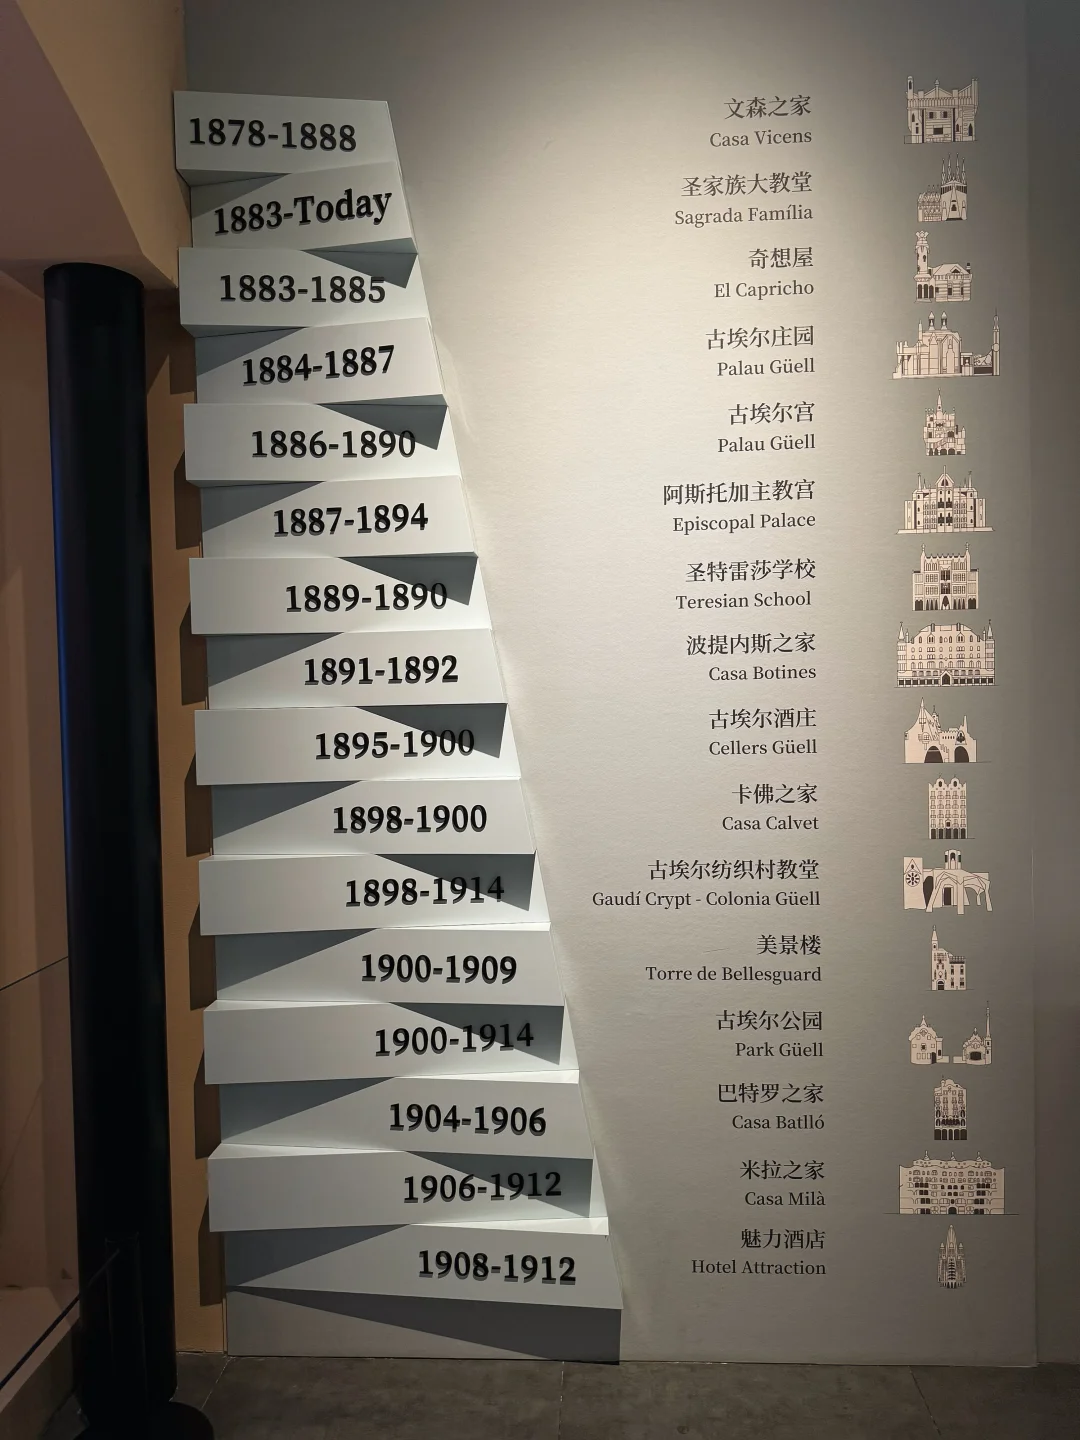 1878-1888
文森之家
Casa Vicens
1883-Today
圣家族大教堂
Sagrada Família
1883-1885
奇想屋
El Capricho
1884-1887
古埃尔庄园
Palau Güell
1886-1890
古埃尔宫
Palau Güell
1887-1894
阿斯托加主教宫
Episcopal Palace
1889-1890
圣特雷莎学校
Teresian School
1891-1892
波提内斯之家
Casa Botines
1895-1900
古埃尔酒庄
Cellers Güell
1898-1900
卡佛之家
Casa Calvet
1898-1914
古埃尔纺织村教堂
Gaudí Crypt - Colonia Güell
1900-1909
美景楼
Torre de Bellesguard
1900-1914
古埃尔公园
Park Güell
1904-1906
巴特罗之家
Casa Batlló
1906-1912
米拉之家
Casa Milà
1908-1912
魅力酒店
Hotel Attraction